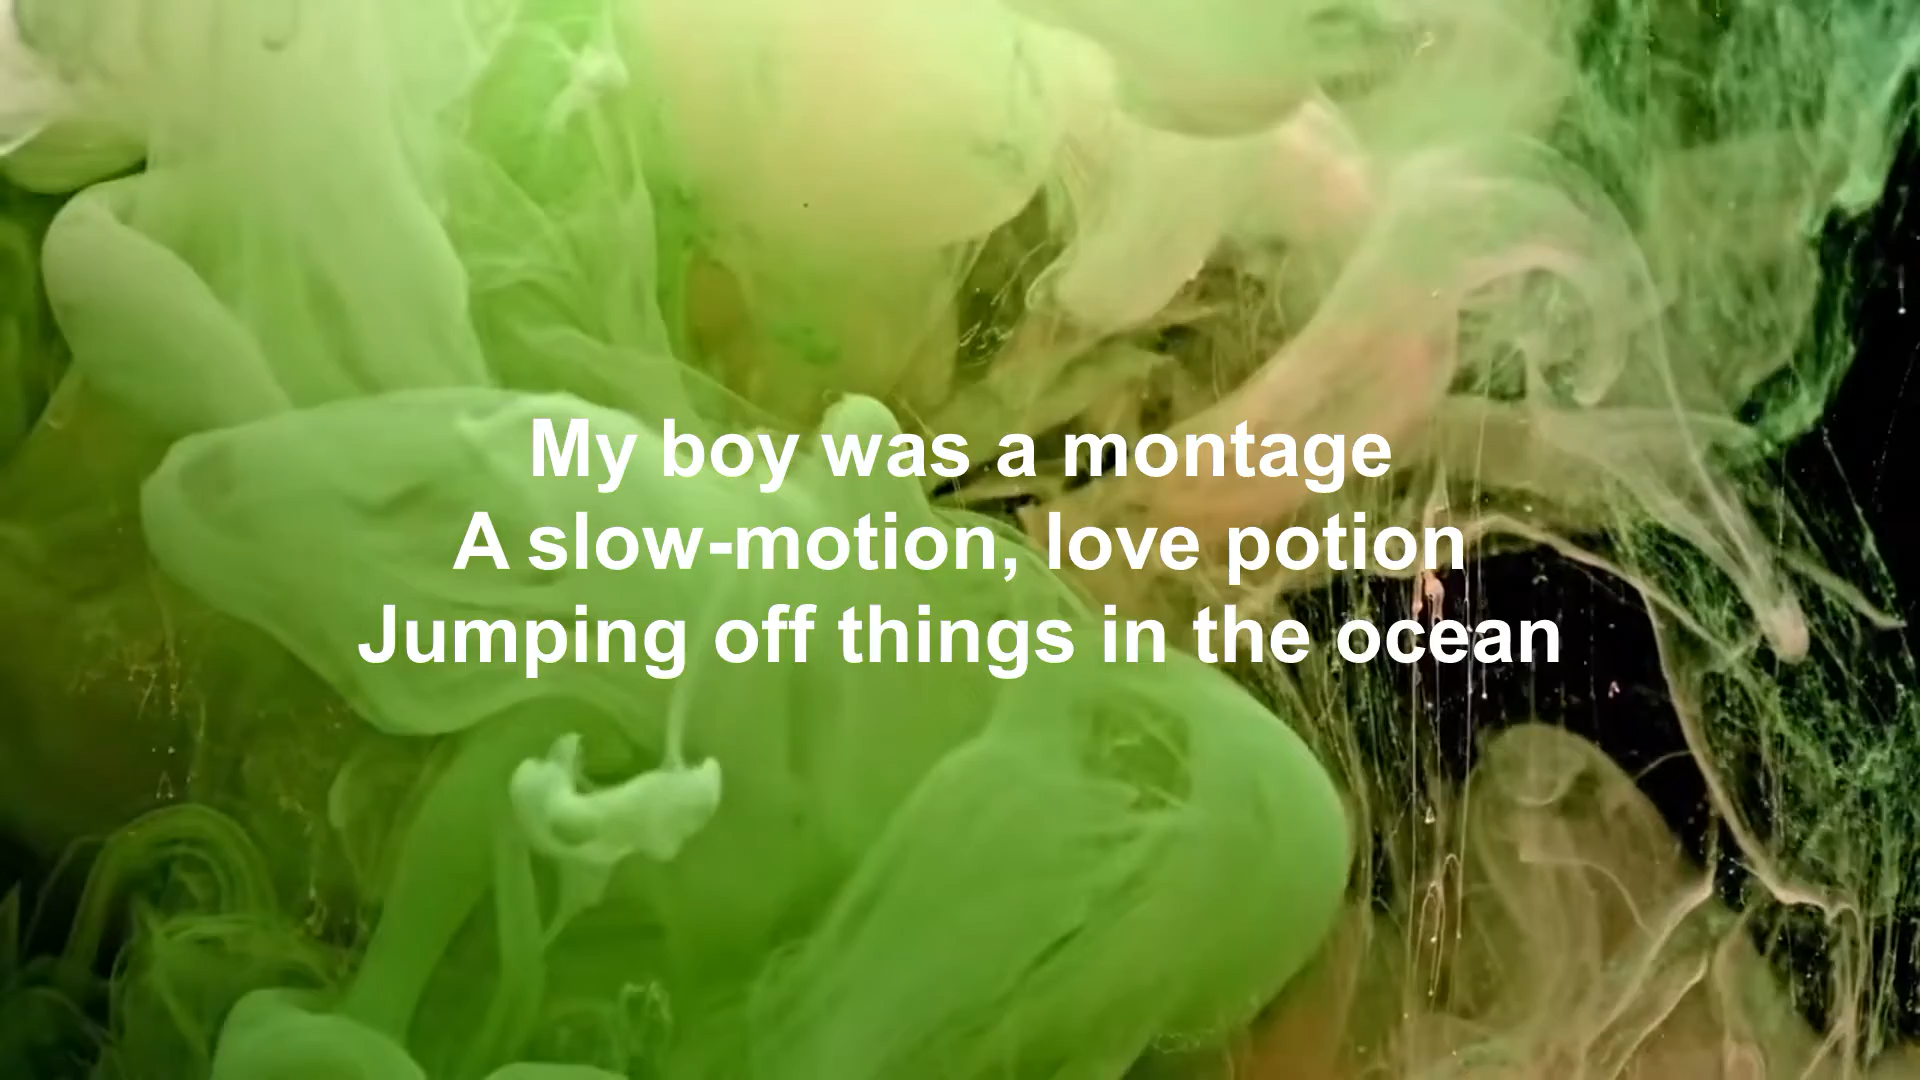 My boy was a montage
A slow-motion, love potion
Jumping off things in the ocean